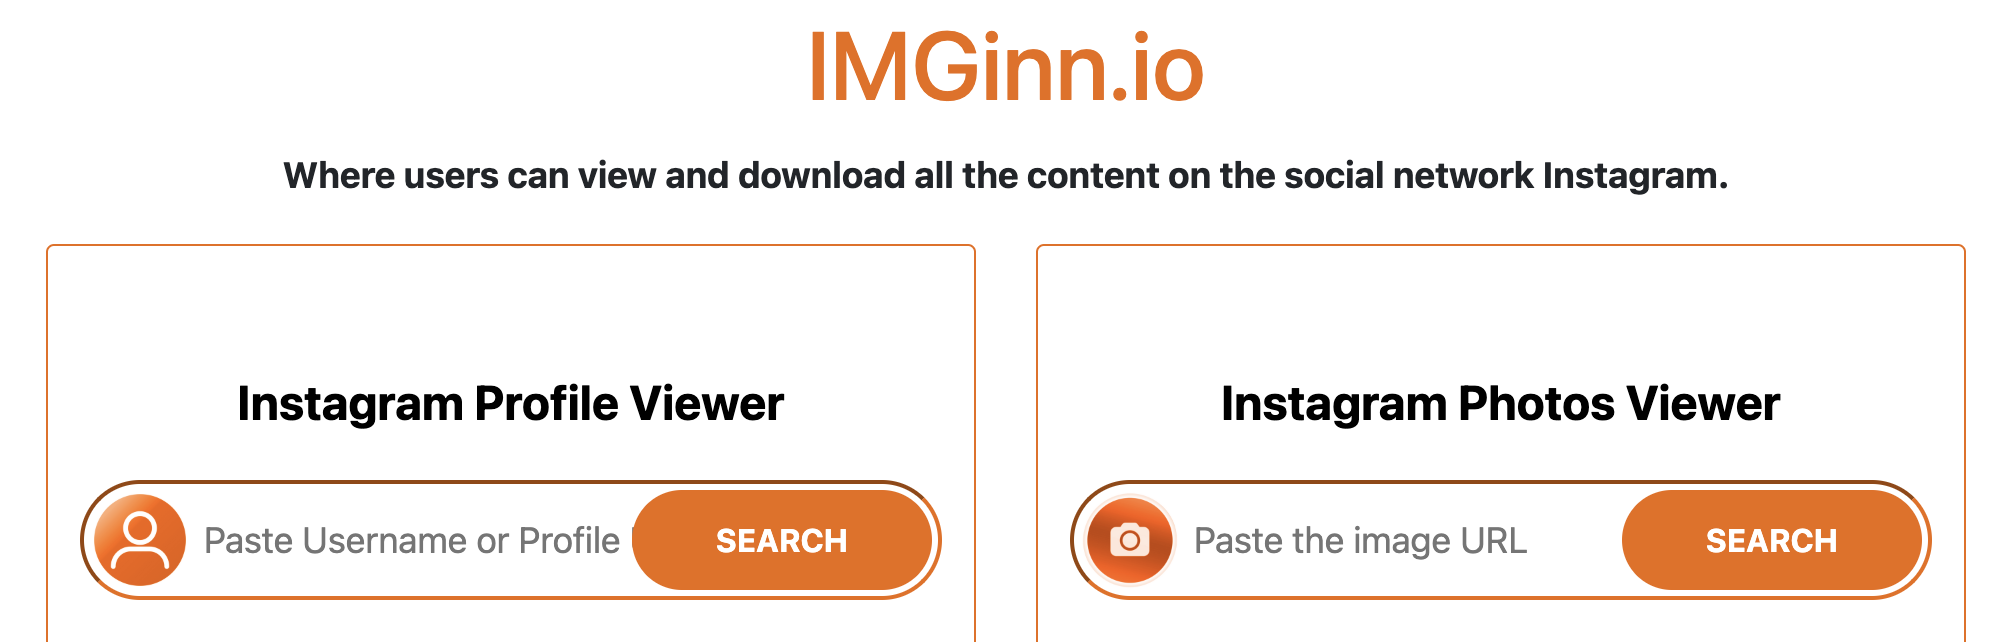 IMGinn.io
Where users can view and download all the content on the social network Instagram.
Instagram Profile Viewer
Paste Username or Profile
SEARCH
Instagram Photos Viewer
Paste the image URL
SEARCH